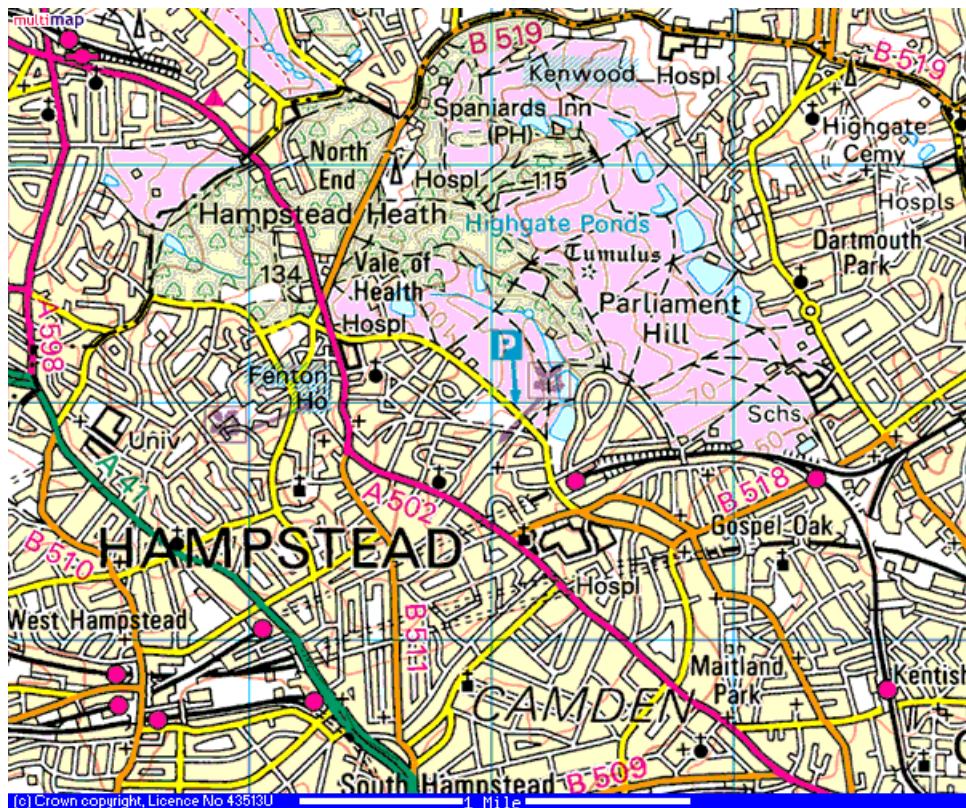 multimap
B 519
Kenwood Hospl
B 519
Spaniards Inn
(PH)
Highgate
Cemy
North
End
Hospl
115
Hospls
Hampstead Heath
Highgate Ponds
Dartmouth
Park
Tumulus
134
Vale of
Health
100
Parliament
Hill
A 598
Hospl
P
Fenton
Ho
70
Schs
50
Univ
A 41
A 502
B 518
Gospel Oak
B 510
HAMPSTEAD
Hospl
West Hampstead
B 511
Maitland
Park
Kentish
CAMDEN
C
South Hampstead
B 509
(c) Crown copyright, Licence No 43513U
1 Mile